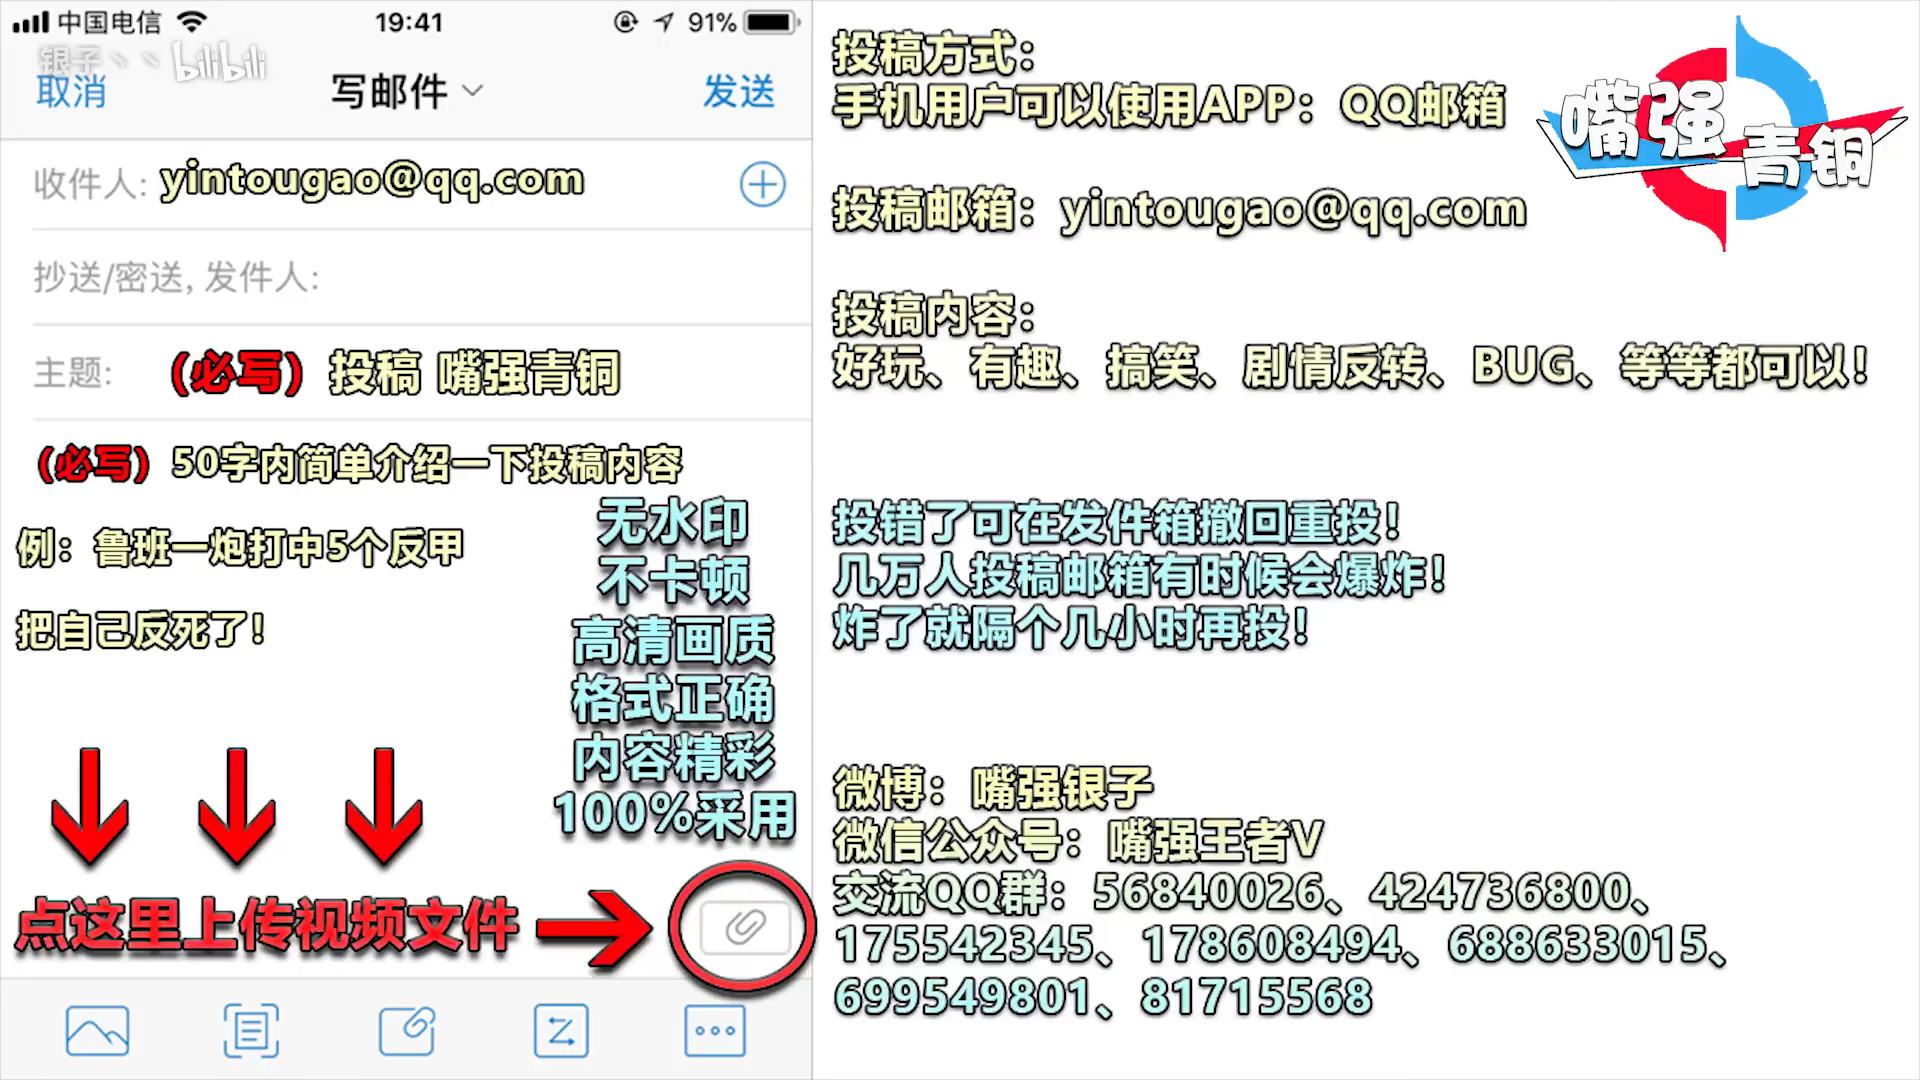 中国电信
19:41
91%
银子丶丶 bilibili
取消
写邮件
发送
收件人: yintougao@qq.com
抄送/密送, 发件人:
主题: (必写) 投稿 嘴强青铜
(必写) 50字内简单介绍一下投稿内容
例：鲁班一炮打中5个反甲
把自己反死了！
无水印
不卡顿
高清画质
格式正确
内容精彩
100%采用
点这里上传视频文件
投稿方式：
手机用户可以使用APP：QQ邮箱
投稿邮箱：yintougao@qq.com
投稿内容：
好玩、有趣、搞笑、剧情反转、BUG、等等都可以！
投错了可在发件箱撤回重投！
几万人投稿邮箱有时候会爆炸！
炸了就隔个几小时再投！
微博：嘴强银子
微信公众号：嘴强王者V
交流QQ群：56840026、424736800、
175542345、178608494、688633015、
699549801、81715568
嘴强青铜